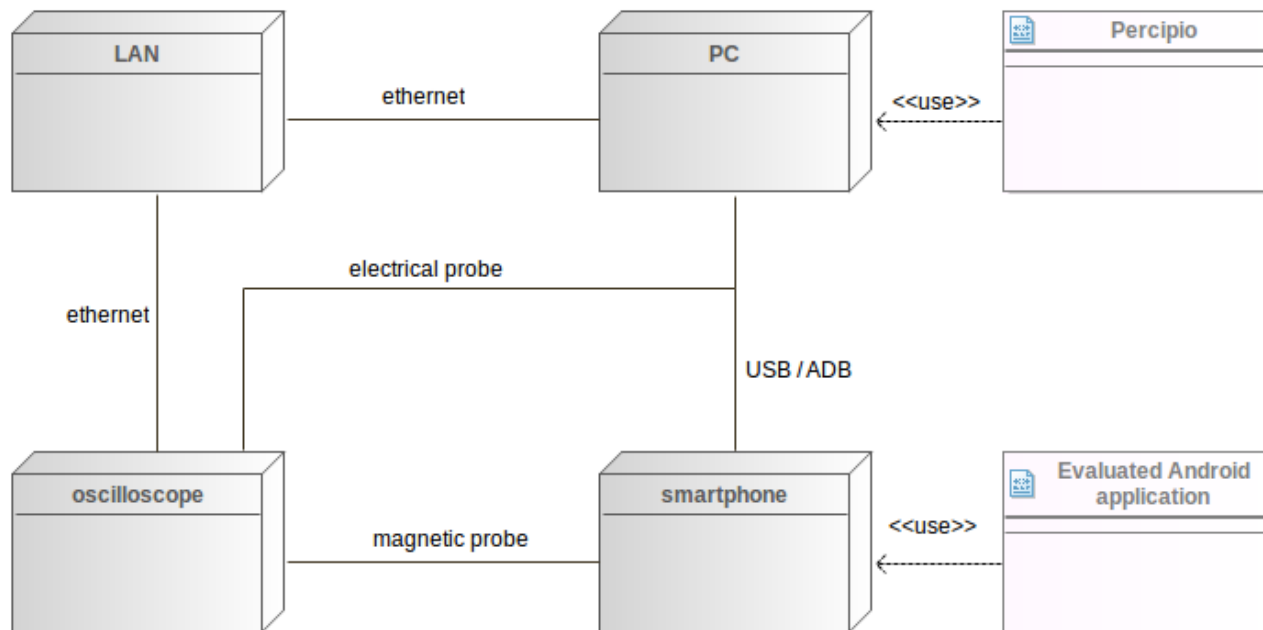 LAN
PC
Percipio
ethernet
<<use>>
electrical probe
ethernet
USB / ADB
oscilloscope
smartphone
Evaluated Android
application
magnetic probe
<<use>>